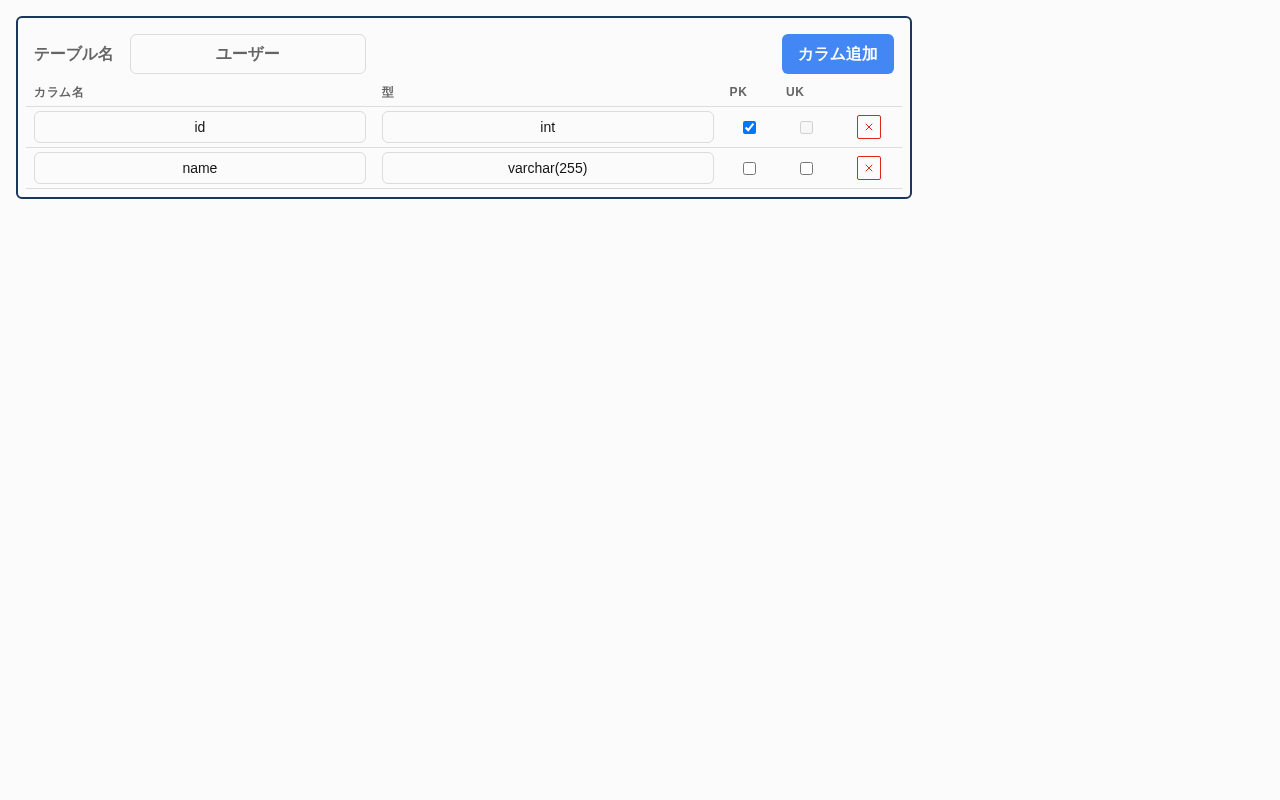 テーブル名 ユーザー カラム追加
カラム名 型 PK UK
id int
name varchar(255)